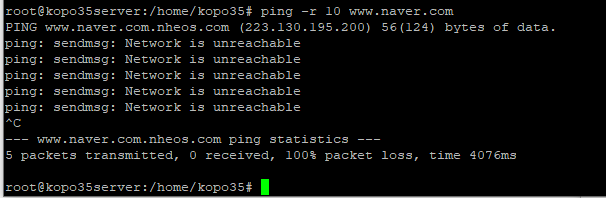 root@kopo35server:/home/kopo35# ping -r 10 www.naver.com
PING www.naver.com.nheos.com (223.130.195.200) 56(124) bytes of data.
ping: sendmsg: Network is unreachable
ping: sendmsg: Network is unreachable
ping: sendmsg: Network is unreachable
ping: sendmsg: Network is unreachable
ping: sendmsg: Network is unreachable
^C
--- www.naver.com.nheos.com ping statistics ---
5 packets transmitted, 0 received, 100% packet loss, time 4076ms
root@kopo35server:/home/kopo35#